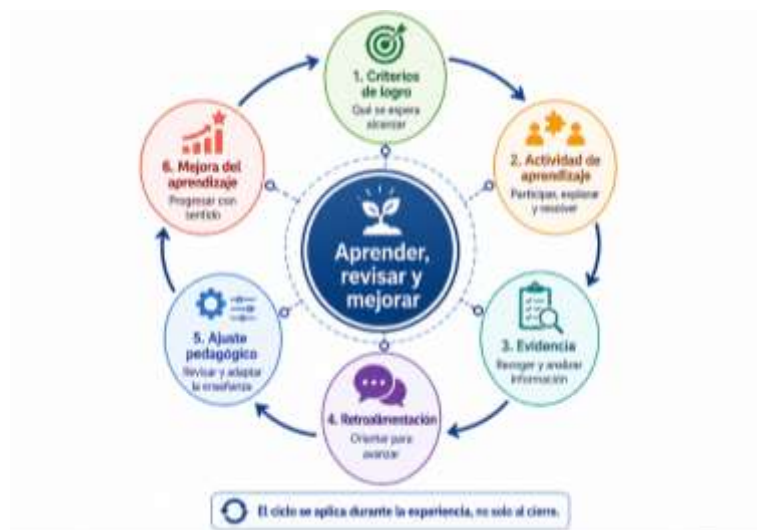 1. Criterios
de logro
Qué se espera
alcanzar
2. Actividad de
aprendizaje
Participar, explorar
y resolver
3. Evidencia
Recoger y analizar
información
4. Retroalimentación
Orientar para
avanzar
5. Ajuste
pedagógico
Revisar y adaptar
la enseñanza
6. Mejora del
aprendizaje
Progresar con
sentido
Aprender,
revisar y
mejorar
El ciclo se aplica durante la experiencia, no solo al cierre.